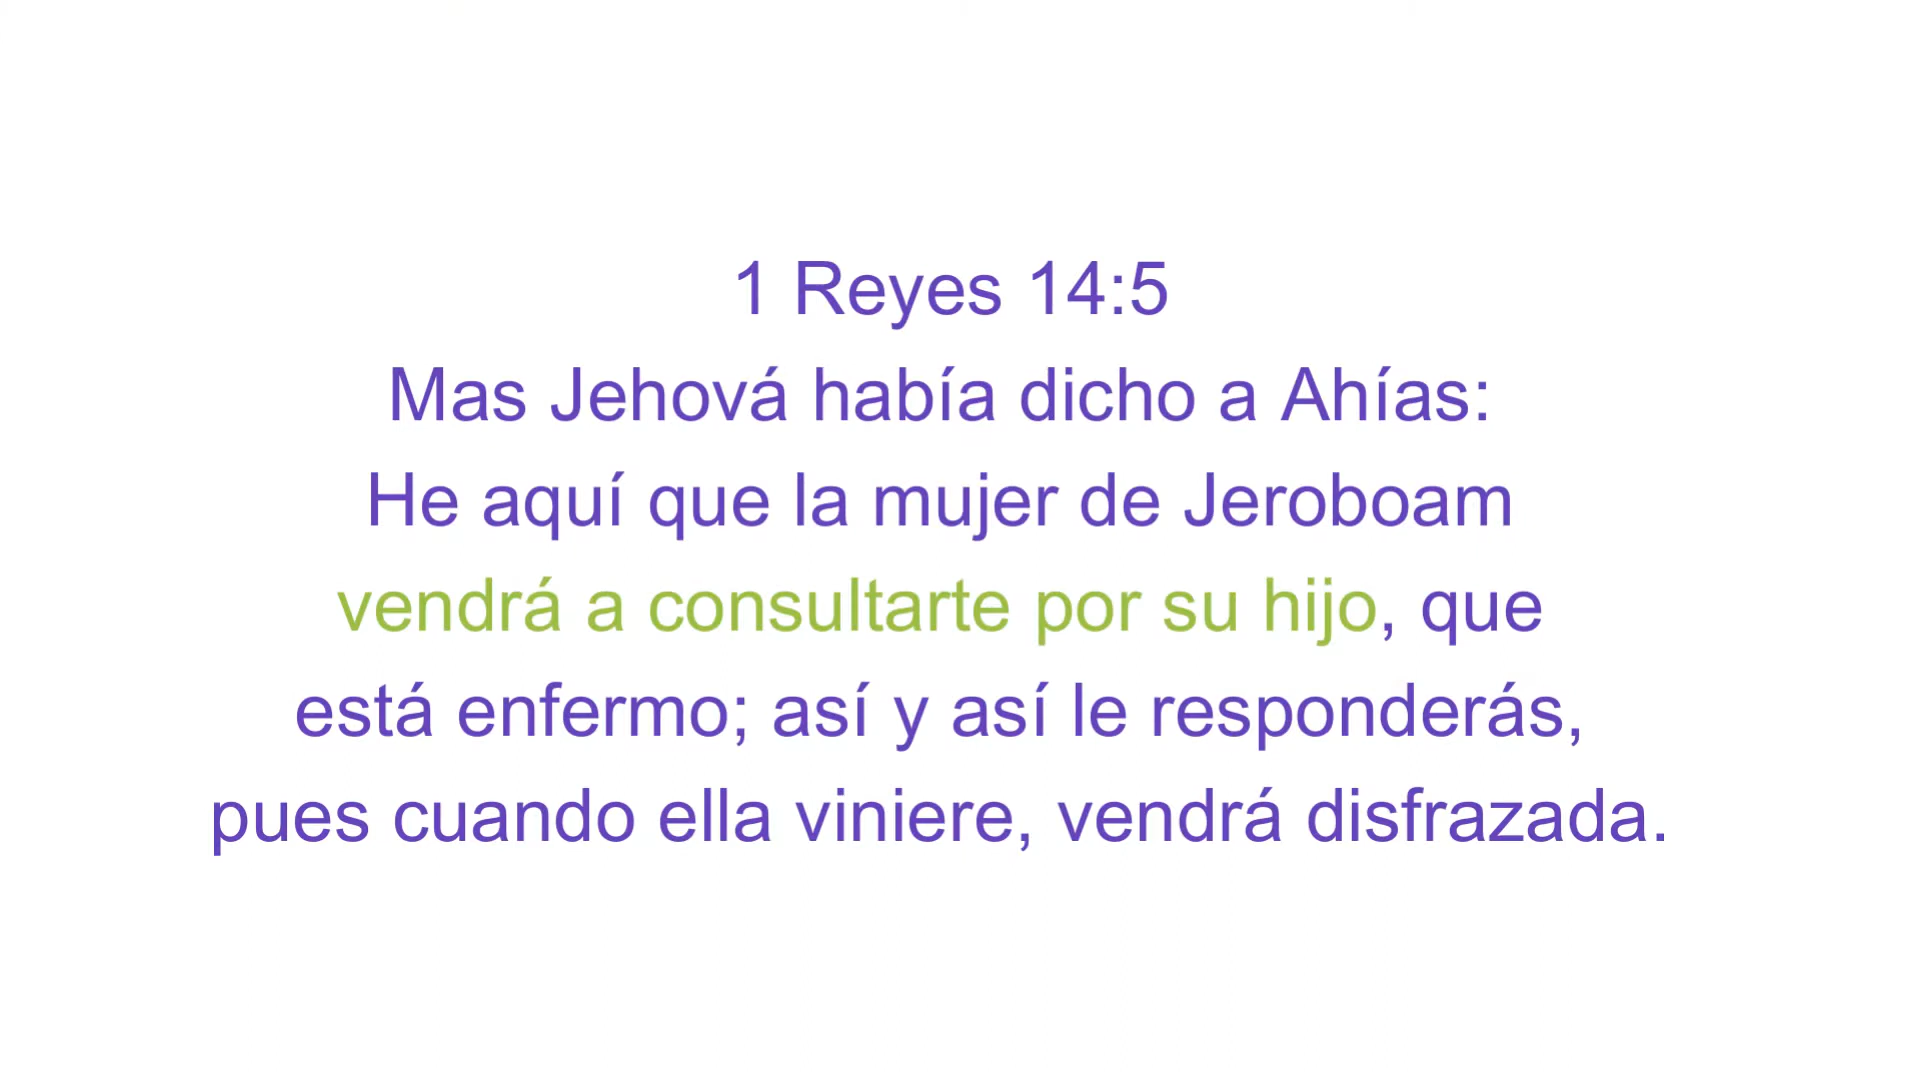 1 Reyes 14:5
Mas Jehová había dicho a Ahías:
He aquí que la mujer de Jeroboam
vendrá a consultarte por su hijo, que
está enfermo; así y así le responderás,
pues cuando ella viniere, vendrá disfrazada.